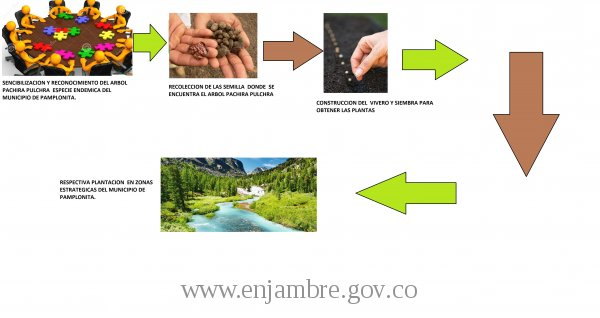 SENCIBILIZACION Y RECONOCIMIENTO DEL ARBOL
PACHIRA PULCHRA ESPECIE ENDEMICA DEL
MUNICIPIO DE PAMPLONITA.
RECOLECCION DE LAS SEMILLA DONDE SE
ENCUENTRA EL ARBOL PACHIRA PULCHRA
CONSTRUCCION DEL VIVERO Y SIEMBRA PARA
OBTENER LAS PLANTAS
RESPECTIVA PLANTACION EN ZONAS
ESTRATEGICAS DEL MUNICIPIO DE
PAMPLONITA.
www.enjambre.gov.co